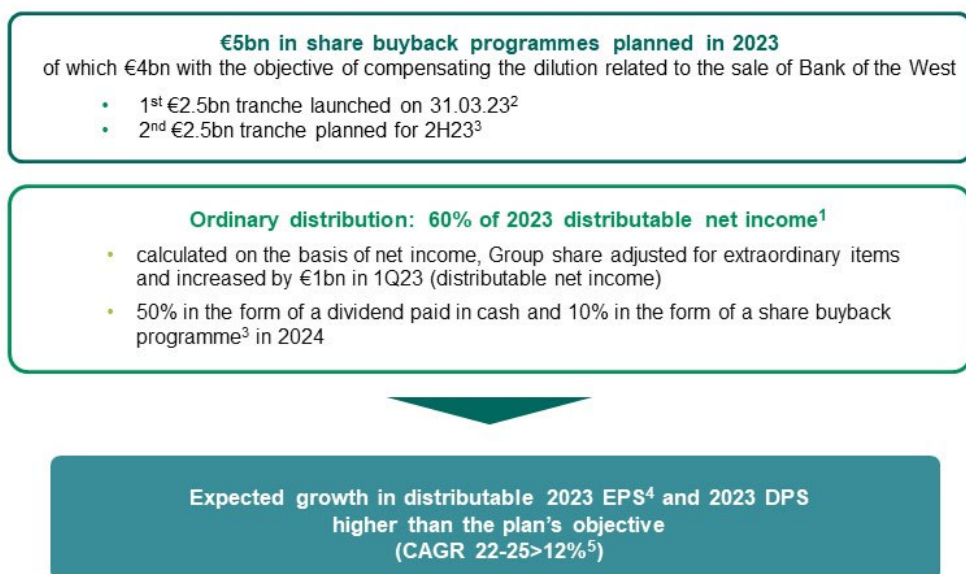 €5bn in share buyback programmes planned in 2023
of which €4bn with the objective of compensating the dilution related to the sale of Bank of the West
• 1st €2.5bn tranche launched on 31.03.23²
• 2nd €2.5bn tranche planned for 2H23³
Ordinary distribution: 60% of 2023 distributable net income¹
• calculated on the basis of net income, Group share adjusted for extraordinary items
and increased by €1bn in 1Q23 (distributable net income)
• 50% in the form of a dividend paid in cash and 10% in the form of a share buyback
programme³ in 2024
Expected growth in distributable 2023 EPS⁴ and 2023 DPS
higher than the plan’s objective
(CAGR 22-25>12%⁵)